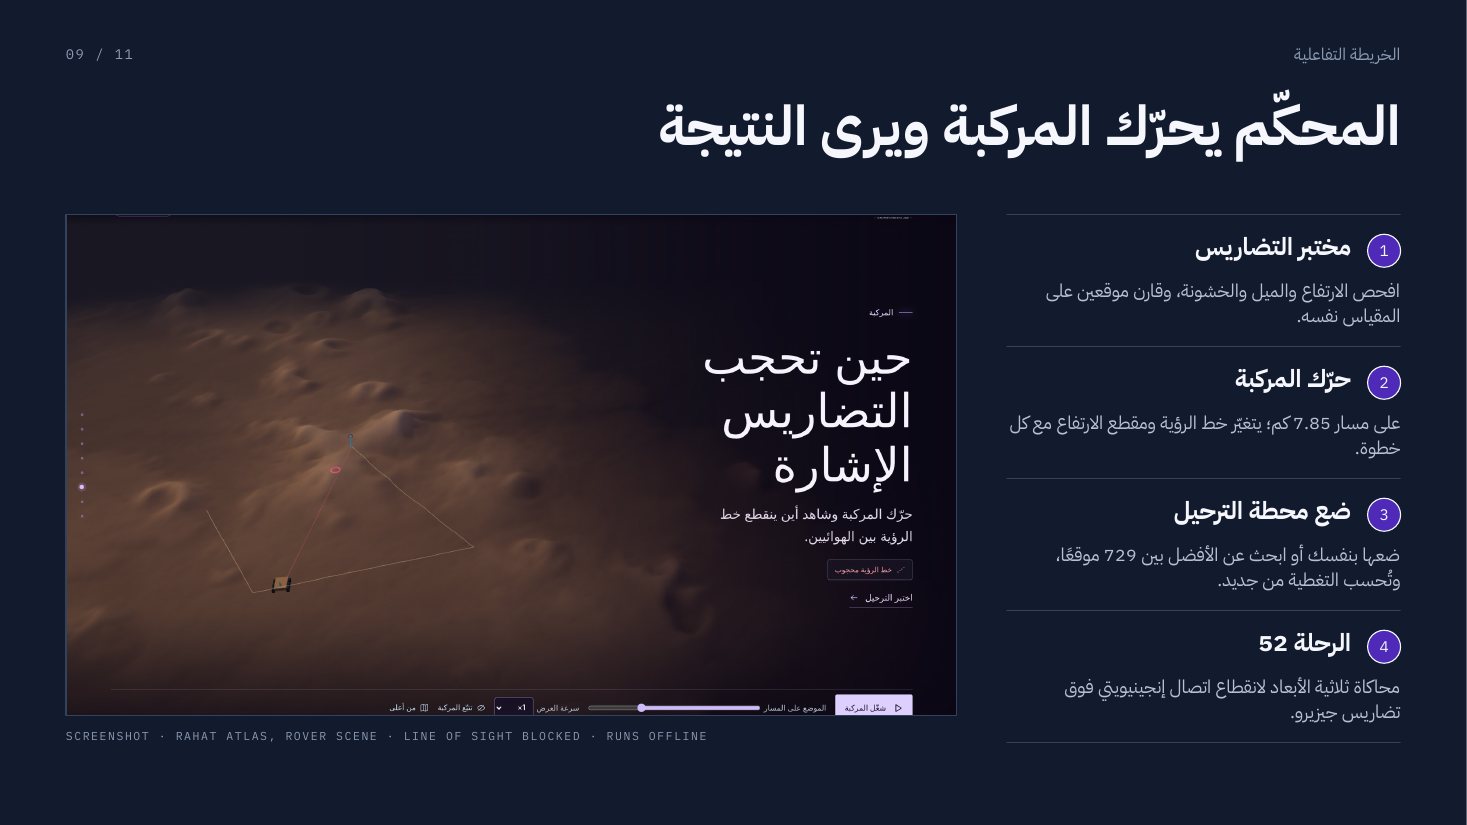 الخريطة التفاعلية
09 / 11
المحكّم يحرّك المركبة ويرى النتيجة
1
مختبر التضاريس
افحص الارتفاع والميل والخشونة، وقارن موقعين على
المقياس نفسه.
2
حرّك المركبة
على مسار 7.85 كم؛ يتغيّر خط الرؤية ومقطع الارتفاع مع كل
خطوة.
3
ضع محطة الترحيل
ضعها بنفسك أو ابحث عن الأفضل بين 729 موقعًا،
وتُحسب التغطية من جديد.
4
الرحلة 52
محاكاة ثلاثية الأبعاد لانقطاع اتصال إنجينيويتي فوق
تضاريس جيزيرو.
المركبة
حين تحجب
التضاريس
الإشارة
حرّك المركبة وشاهد أين ينقطع خط
الرؤية بين الهوائيين.
خط الرؤية محجوب
اختبر الترحيل ←
شغّل المركبة
الموضع على المسار
سرعة العرض
×1
تتبّع المركبة
من أعلى
SCREENSHOT · RAHAT ATLAS, ROVER SCENE · LINE OF SIGHT BLOCKED · RUNS OFFLINE